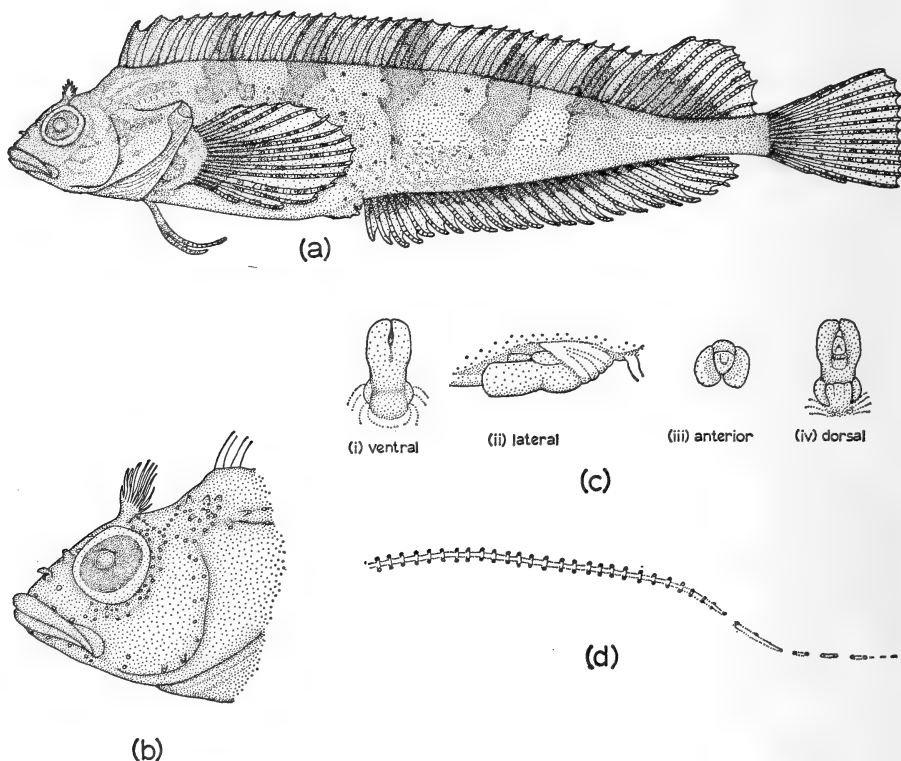 (a)
(i) ventral
(ii) lateral
(iii) anterior
(iv) dorsal
(c)
(d)
(b)